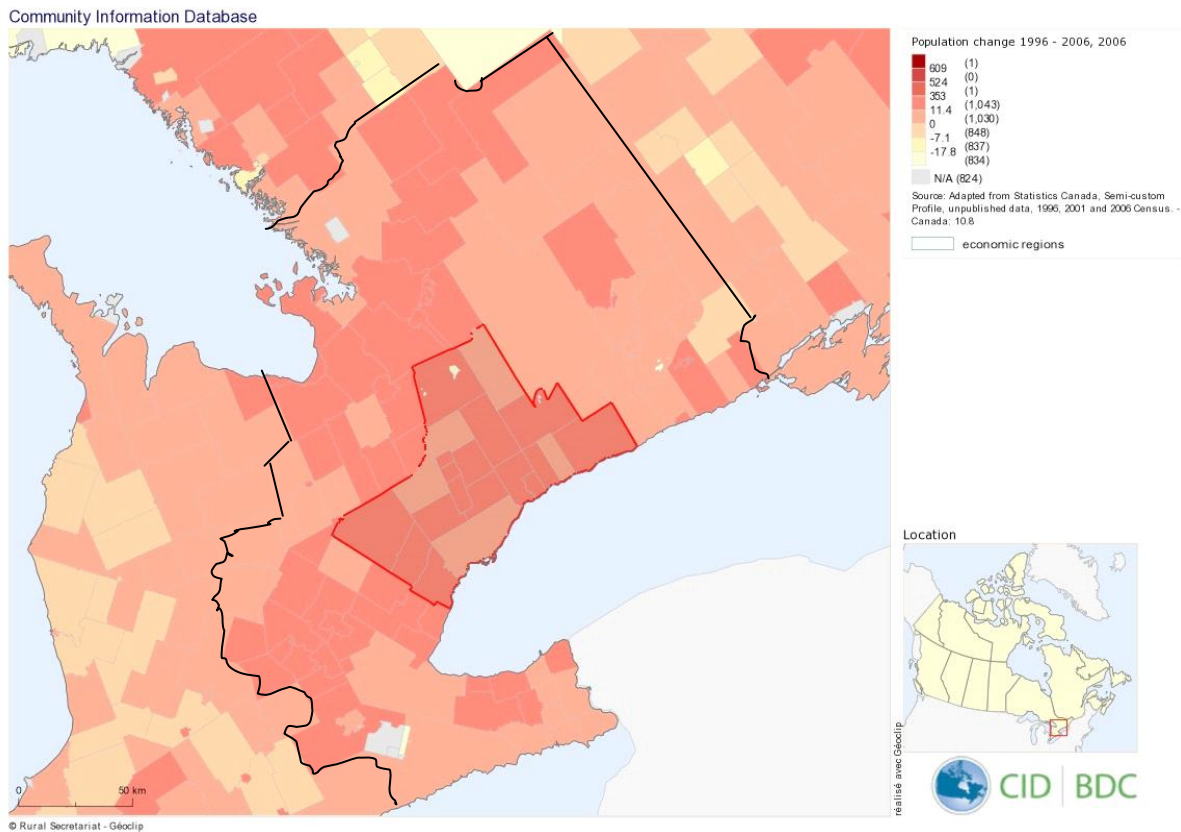 Community Information Database
Population change 1996 - 2006, 2006
609 (1)
524 (0)
353 (1)
11.4 (1,043)
0 (1,030)
-7.1 (848)
-17.8 (837)
(834)
N/A (824)
Source: Adapted from Statistics Canada, Semi-custom
Profile, unpublished data, 1996, 2001 and 2006 Census. -
Canada: 10.8
economic regions
Location
0 50 km
réalisé avec Géoclip
CID | BDC
© Rural Secretariat - Géoclip